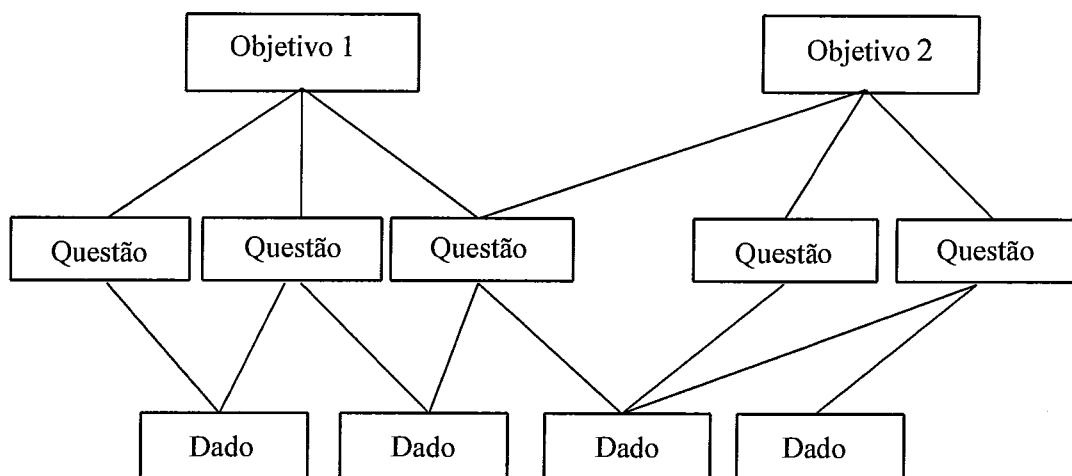 Objetivo 1
Objetivo 2
Questão
Questão
Questão
Questão
Questão
Dado
Dado
Dado
Dado